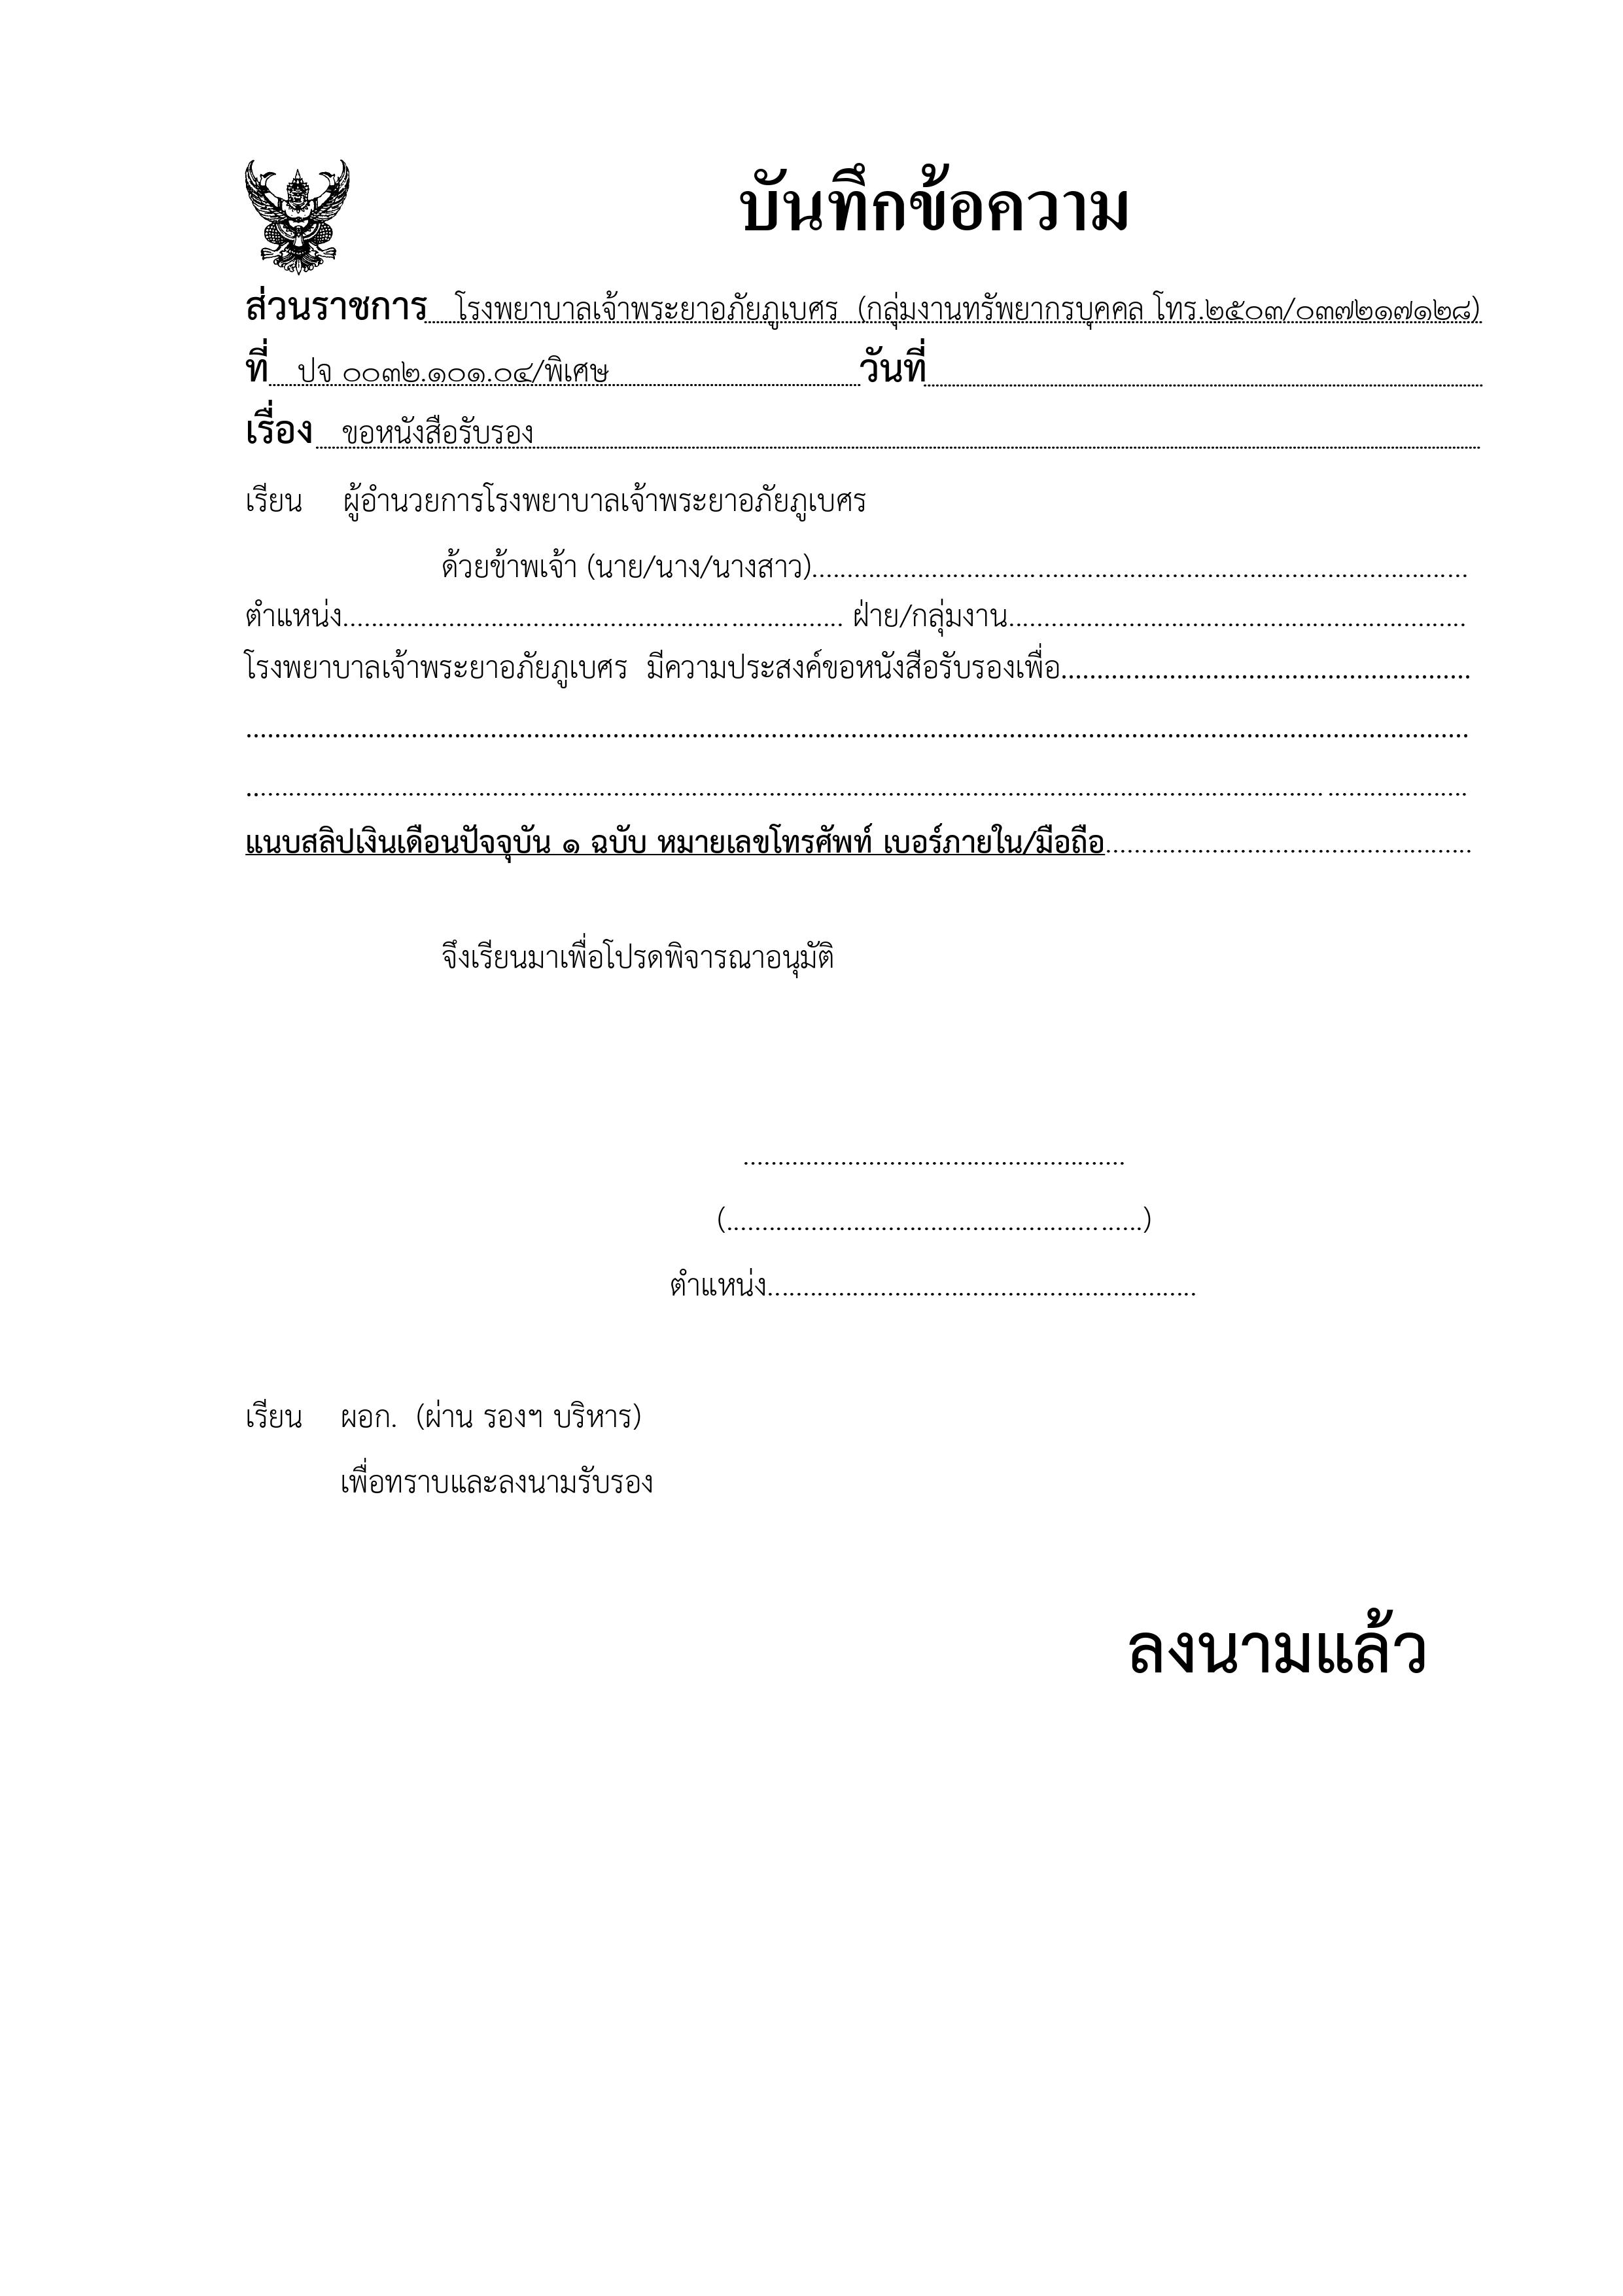 บันทึกข้อความ
ส่วนราชการ โรงพยาบาลเจ้าพระยาอภัยภูเบศร (กลุ่มงานทรัพยากรบุคคล โทร.๒๕๐๓/๐๓๗๒๑๗๑๒๘)
ที่ ปจ ๐๐๓๒.๑๐๑.๐๔/พิเศษ วันที่
เรื่อง ขอหนังสือรับรอง
เรียน ผู้อำนวยการโรงพยาบาลเจ้าพระยาอภัยภูเบศร
ด้วยข้าพเจ้า (นาย/นาง/นางสาว)..........................................................................................
ตำแหน่ง..................................................................... ฝ่าย/กลุ่มงาน...............................................................
โรงพยาบาลเจ้าพระยาอภัยภูเบศร มีความประสงค์ขอหนังสือรับรองเพื่อ.........................................................
..........................................................................................................................................................................
..........................................................................................................................................................................
แนบสลิปเงินเดือนปัจจุบัน ๑ ฉบับ หมายเลขโทรศัพท์ เบอร์ภายใน/มือถือ...................................................
จึงเรียนมาเพื่อโปรดพิจารณาอนุมัติ
.....................................................
(..........................................................)
ตำแหน่ง............................................................
เรียน ผอก. (ผ่าน รองฯ บริหาร)
เพื่อทราบและลงนามรับรอง
ลงนามแล้ว